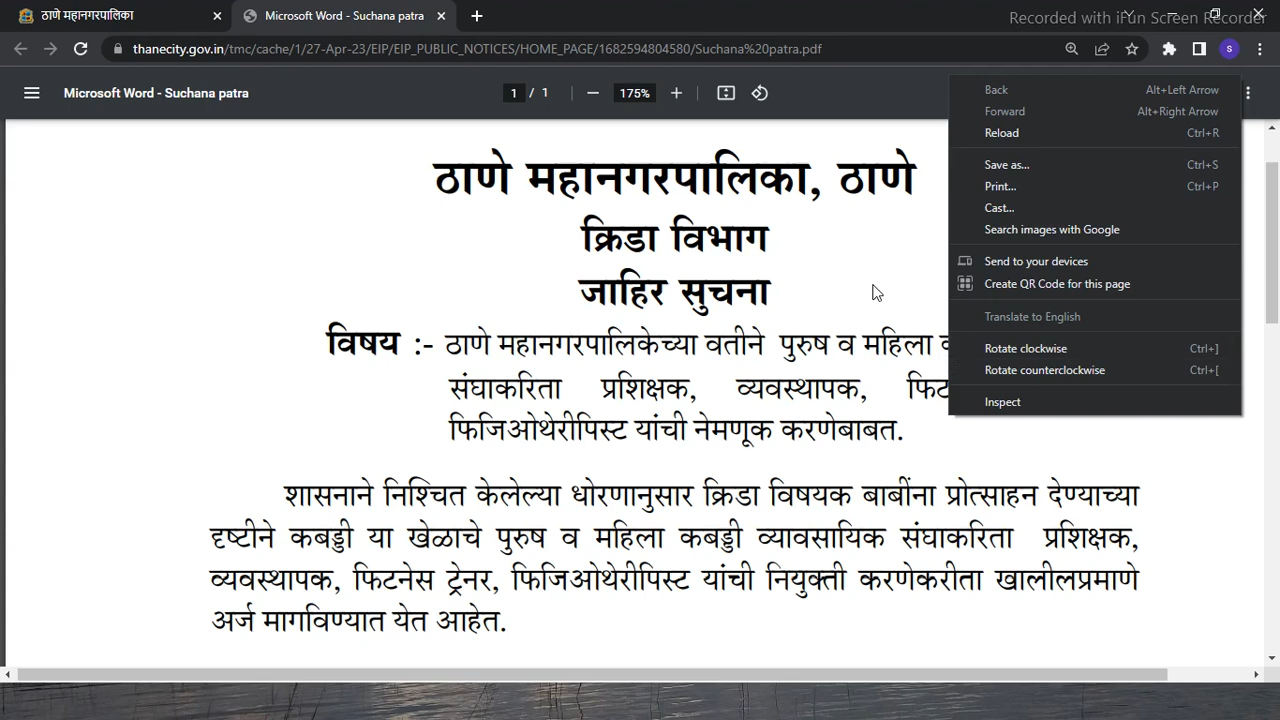 ठाणे महानगरपालिका
Microsoft Word - Suchana patra
Recorded with iFun Screen Recorder
thanecity.gov.in/tmc/cache/1/27-Apr-23/EIP/EIP_PUBLIC_NOTICES/HOME_PAGE/1682594804580/Suchana%20patra.pdf
S
Microsoft Word - Suchana patra
1 / 1
175%
Back Alt+Left Arrow
Forward Alt+Right Arrow
Reload Ctrl+R
Save as... Ctrl+S
Print... Ctrl+P
Cast...
Search images with Google
Send to your devices
Create QR Code for this page
Translate to English
Rotate clockwise Ctrl+]
Rotate counterclockwise Ctrl+[
Inspect
ठाणे महानगरपालिका, ठाणे
क्रिडा विभाग
जाहिर सुचना
विषय :- ठाणे महानगरपालिकेच्या वतीने पुरुष व महिला
संघाकरिता प्रशिक्षक, व्यवस्थापक,
फिजिओथेरीपिस्ट यांची नेमणूक करणेबाबत.
शासनाने निश्चित केलेल्या धोरणानुसार क्रिडा विषयक बाबींना प्रोत्साहन देण्याच्या
दृष्टीने कबड्डी या खेळाचे पुरुष व महिला कबड्डी व्यावसायिक संघाकरिता प्रशिक्षक,
व्यवस्थापक, फिटनेस ट्रेनर, फिजिओथेरीपिस्ट यांची नियुक्ती करणेकरीता खालीलप्रमाणे
अर्ज मागविण्यात येत आहेत.